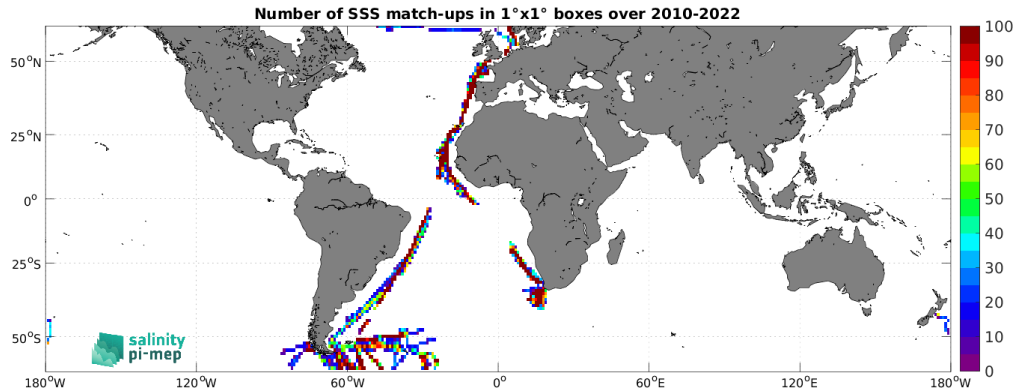 Number of SSS match-ups in 1°x1° boxes over 2010-2022
100
90
80
70
60
50
40
30
20
10
0
50°N
25°N
0°
25°S
50°S
salinity
pi-mep
180°W 120°W 60°W 0° 60°E 120°E 180°W